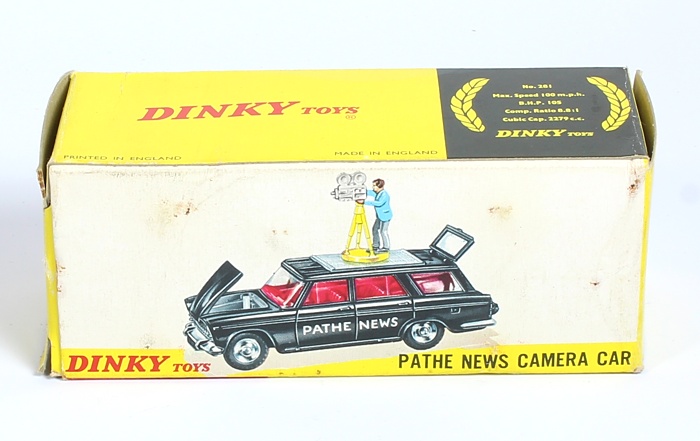 DINKY TOYS
PRINTED IN ENGLAND
MADE IN ENGLAND
No. 281
Max. Speed 100 m.p.h.
B.H.P. 105
Comp. Ratio 8.8:1
Cubic Cap. 2279 c.c.
DINKY TOYS
PATHE NEWS
DINKY TOYS
PATHE NEWS CAMERA CAR